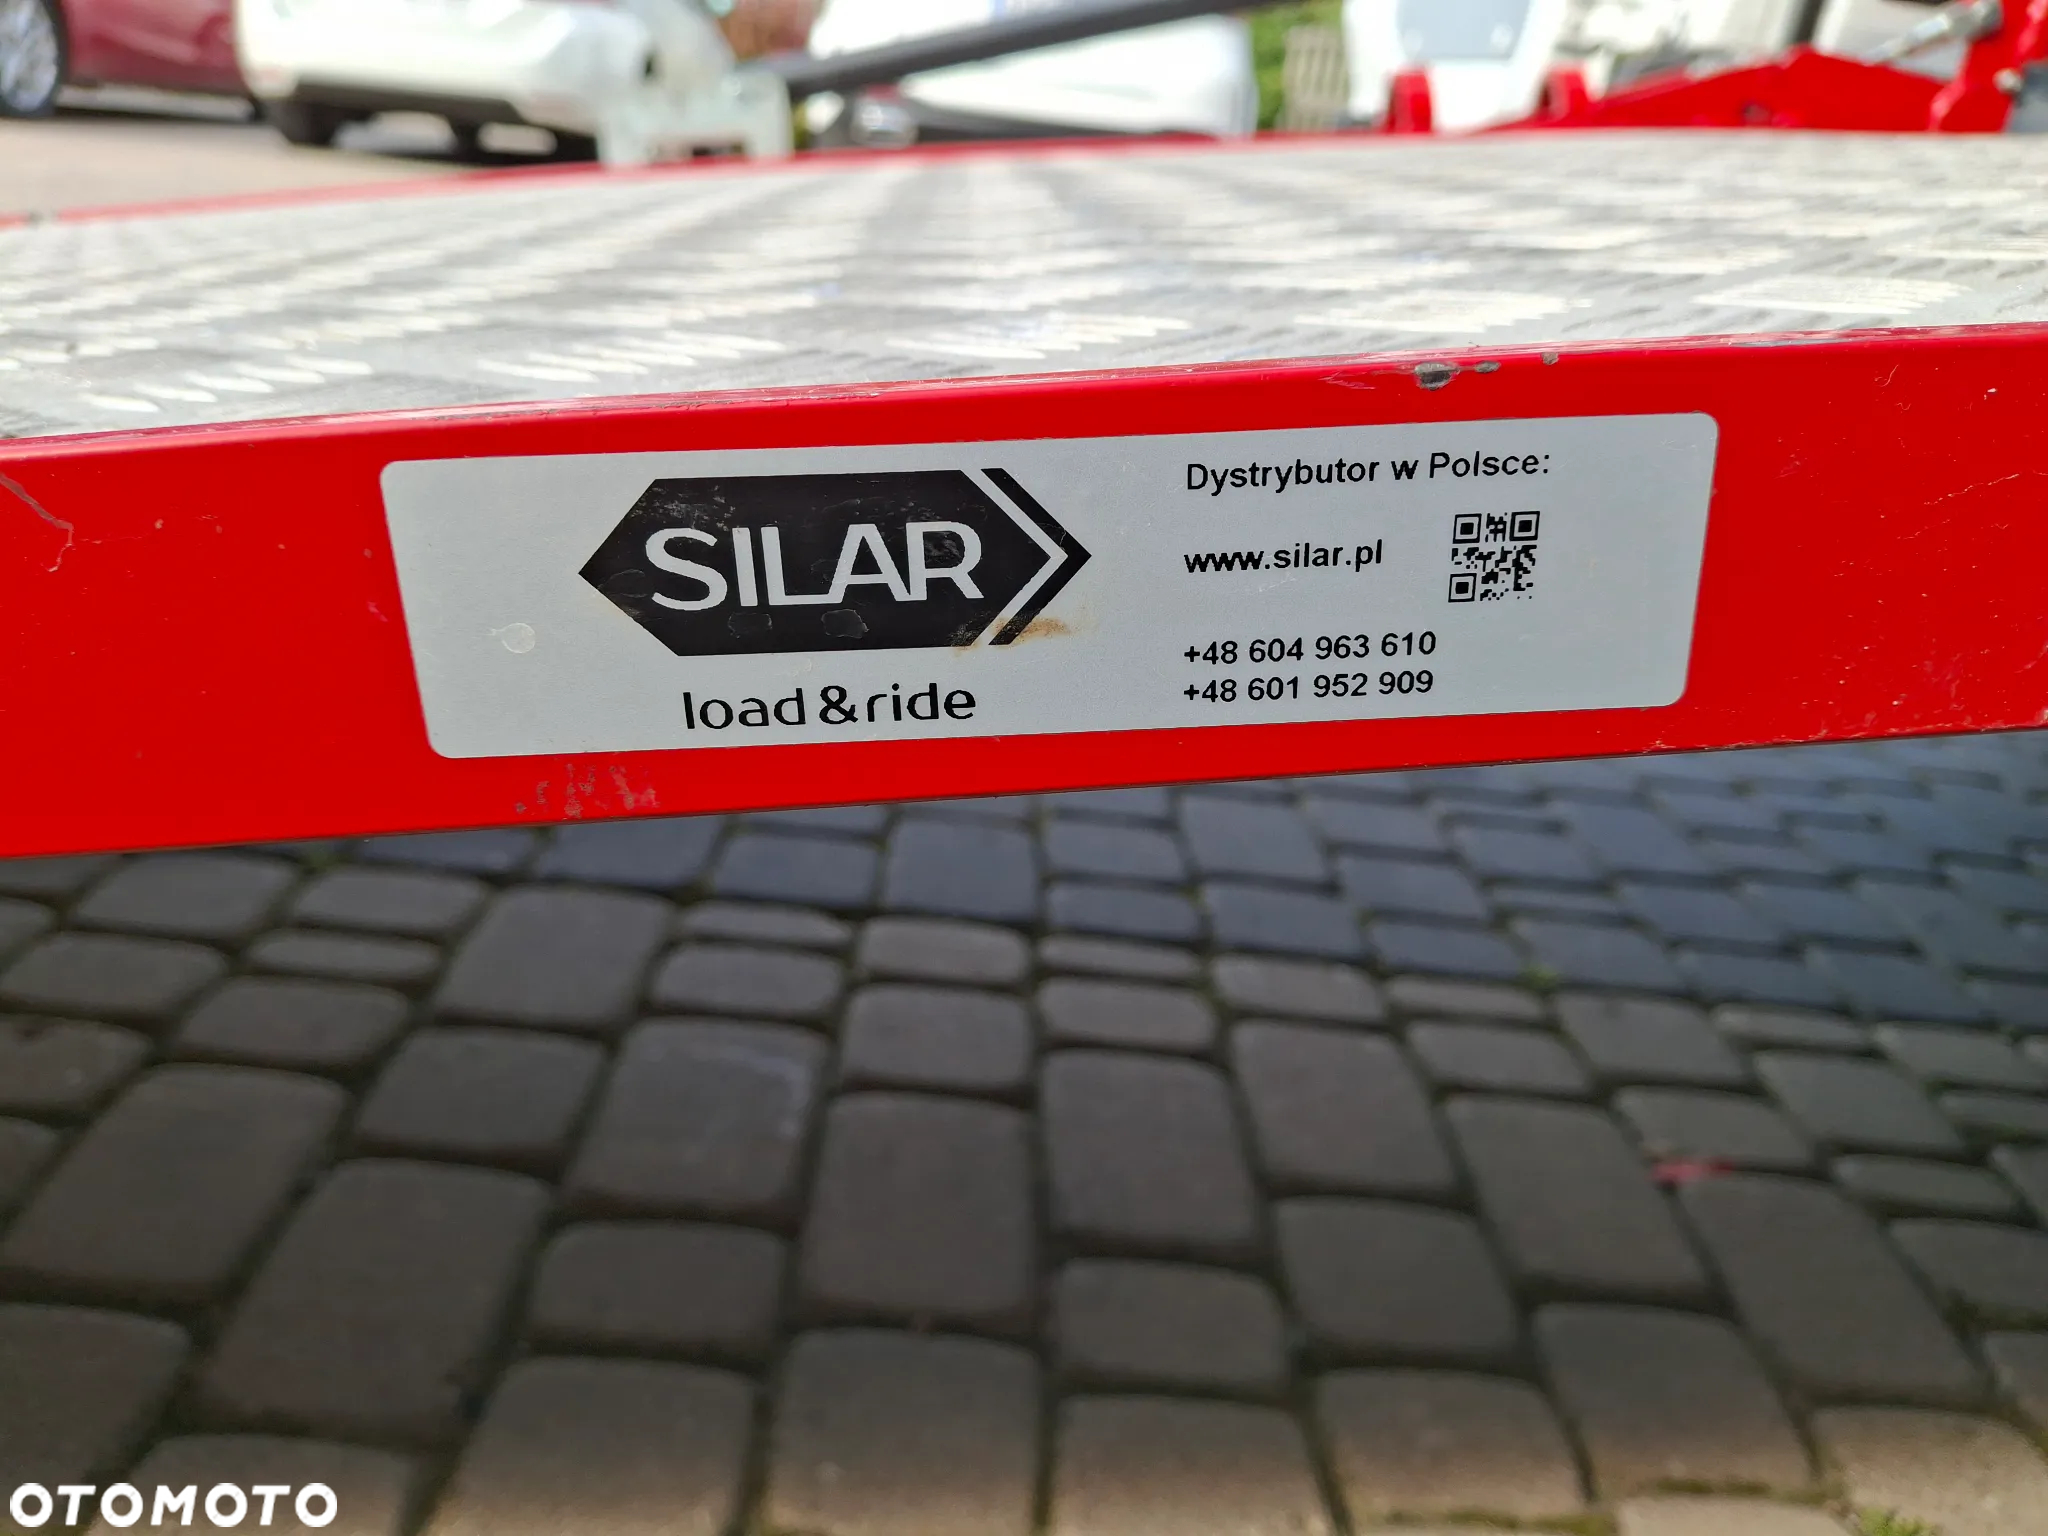 SILAR
load&ride
Dystrybutor w Polsce:
www.silar.pl
+48 604 963 610
+48 601 952 909
OTOMOTO